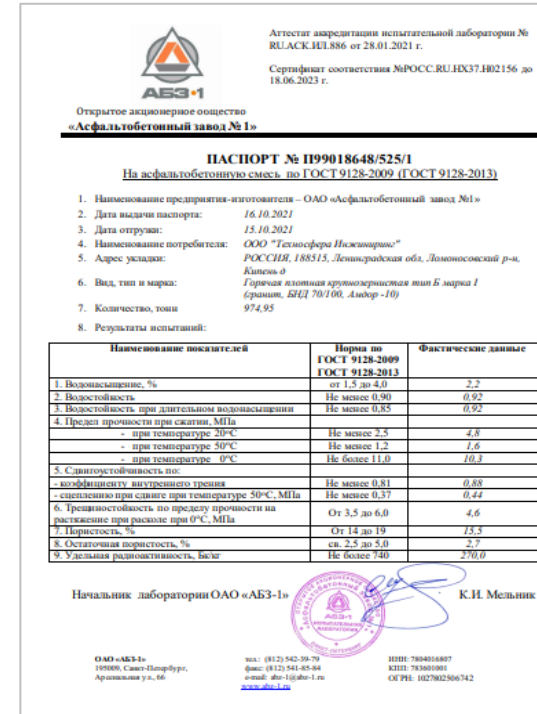 Аттестат аккредитации испытательной лаборатории №
RU.АСК.ИЛ.886 от 28.01.2021 г.
Сертификат соответствия №РОСС.RU.НХ37.Н02156 до
18.06.2023 г.
АБЗ•1
Открытое акционерное общество
«Асфальтобетонный завод № 1»
ПАСПОРТ № П99018648/525/1
На асфальтобетонную смесь по ГОСТ 9128-2009 (ГОСТ 9128-2013)
1. Наименование предприятия-изготовителя – ОАО «Асфальтобетонный завод №1»
2. Дата выдачи паспорта: 16.10.2021
3. Дата отгрузки: 15.10.2021
4. Наименование потребителя: ООО "Техносфера Инжиниринг"
5. Адрес укладки: РОССИЯ, 188515, Ленинградская обл, Ломоносовский р-н,
Кипень д
6. Вид, тип и марка: Горячая плотная крупнозернистая тип Б марка I
(гранит, БНД 70/100, Амдор -10)
7. Количество, тонн 974,95
8. Результаты испытаний:
Наименование показателей Норма по ГОСТ 9128-2009 ГОСТ 9128-2013 Фактические данные
1. Водонасыщение, % от 1,5 до 4,0 2,2
2. Водостойкость Не менее 0,90 0,92
3. Водостойкость при длительном водонасыщении Не менее 0,85 0,92
4. Предел прочности при сжатии, МПа
- при температуре 20°С Не менее 2,5 4,8
- при температуре 50°С Не менее 1,2 1,6
- при температуре 0°С Не более 11,0 10,3
5. Сдвигоустойчивость по:
- коэффициенту внутреннего трения Не менее 0,81 0,88
- сцеплению при сдвиге при температуре 50°С, МПа Не менее 0,37 0,44
6. Трещиностойкость по пределу прочности на
растяжение при расколе при 0°С, МПа От 3,5 до 6,0 4,6
7. Пористость, % От 14 до 19 15,5
8. Остаточная пористость, % св. 2,5 до 5,0 2,7
9. Удельная радиоактивность, Бк/кг Не более 740 270,0
Начальник лаборатории ОАО «АБЗ-1» К.И. Мельник
АБЗ-1
ИСПЫТАТЕЛЬНАЯ
ЛАБОРАТОРИЯ
ОАО «АБЗ-1» тел.: (812) 542-39-79 ИНН: 7804016807
195009, Санкт-Петербург, факс: (812) 541-85-84 КПП: 783601001
Арсенальная ул., 66 e-mail: abz-1@abz-1.ru ОГРН: 1027802506742
www.abz-1.ru